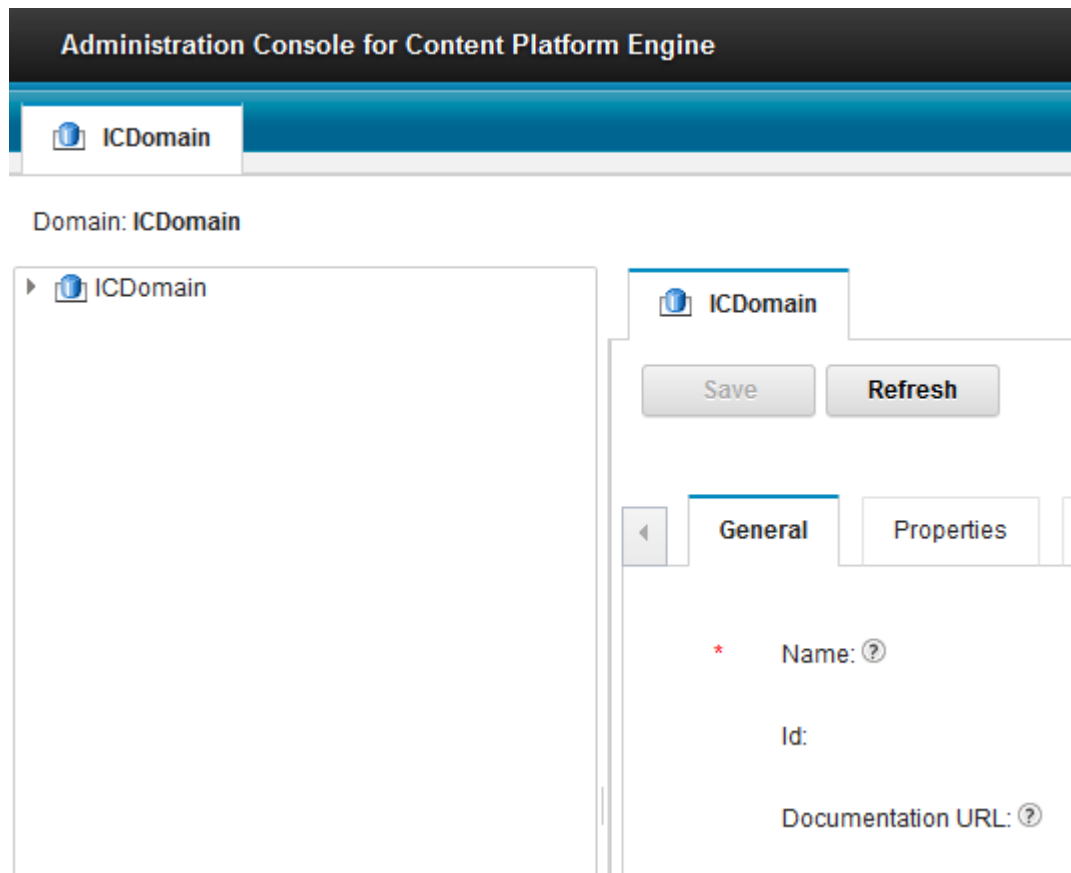 Administration Console for Content Platform Engine
ICDomain
Domain: ICDomain
ICDomain
ICDomain
Save Refresh
General Properties
* Name: ?
Id:
Documentation URL: ?